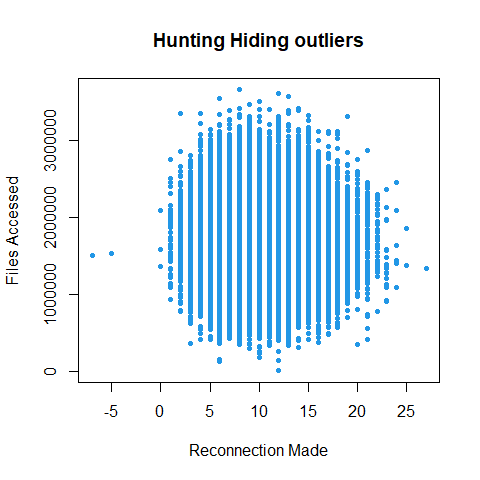 Hunting Hiding outliers
Files Accessed
3000000
2000000
1000000
0
-5 0 5 10 15 20 25
Reconnection Made